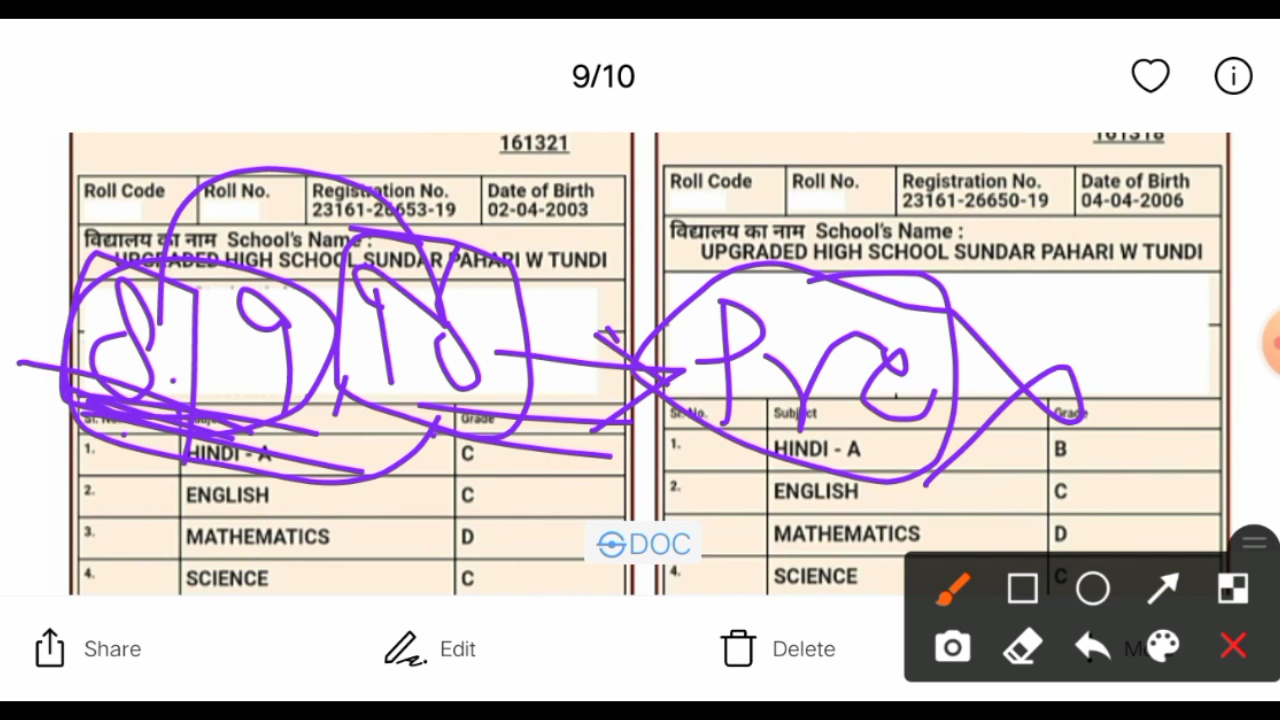 9/10
161321
Roll Code Roll No. Registration No. 23161-26653-19 Date of Birth 02-04-2003
विद्यालय का नाम School's Name :
UPGRADED HIGH SCHOOL SUNDAR PAHARI W TUNDI
Sl. No. Subject Grade
1. HINDI - A C
2. ENGLISH C
3. MATHEMATICS D
4. SCIENCE C
161318
Roll Code Roll No. Registration No. 23161-26650-19 Date of Birth 04-04-2006
विद्यालय का नाम School's Name :
UPGRADED HIGH SCHOOL SUNDAR PAHARI W TUNDI
Sl. No. Subject Grade
1. HINDI - A B
2. ENGLISH C
MATHEMATICS D
4. SCIENCE C
Pre
DOC
Share Edit Delete